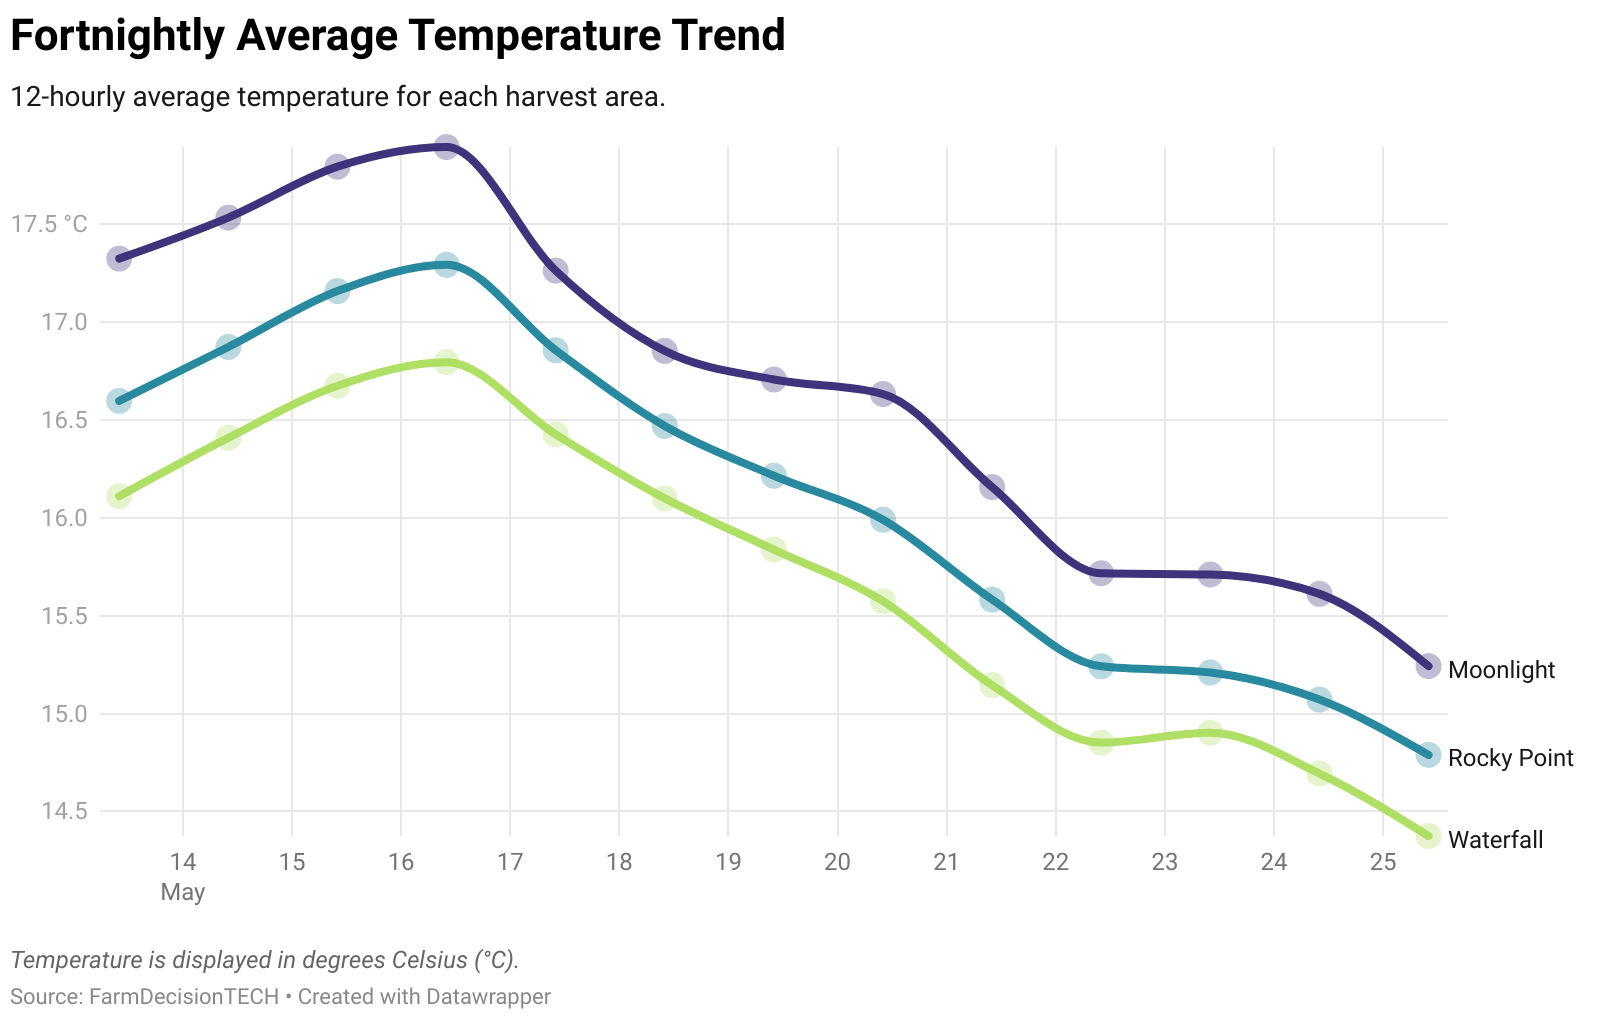 Fortnightly Average Temperature Trend
12-hourly average temperature for each harvest area.
17.5 °C
17.0
16.5
16.0
15.5
15.0
14.5
Moonlight
Rocky Point
Waterfall
14 15 16 17 18 19 20 21 22 23 24 25
May
Temperature is displayed in degrees Celsius (°C).
Source: FarmDecisionTECH • Created with Datawrapper